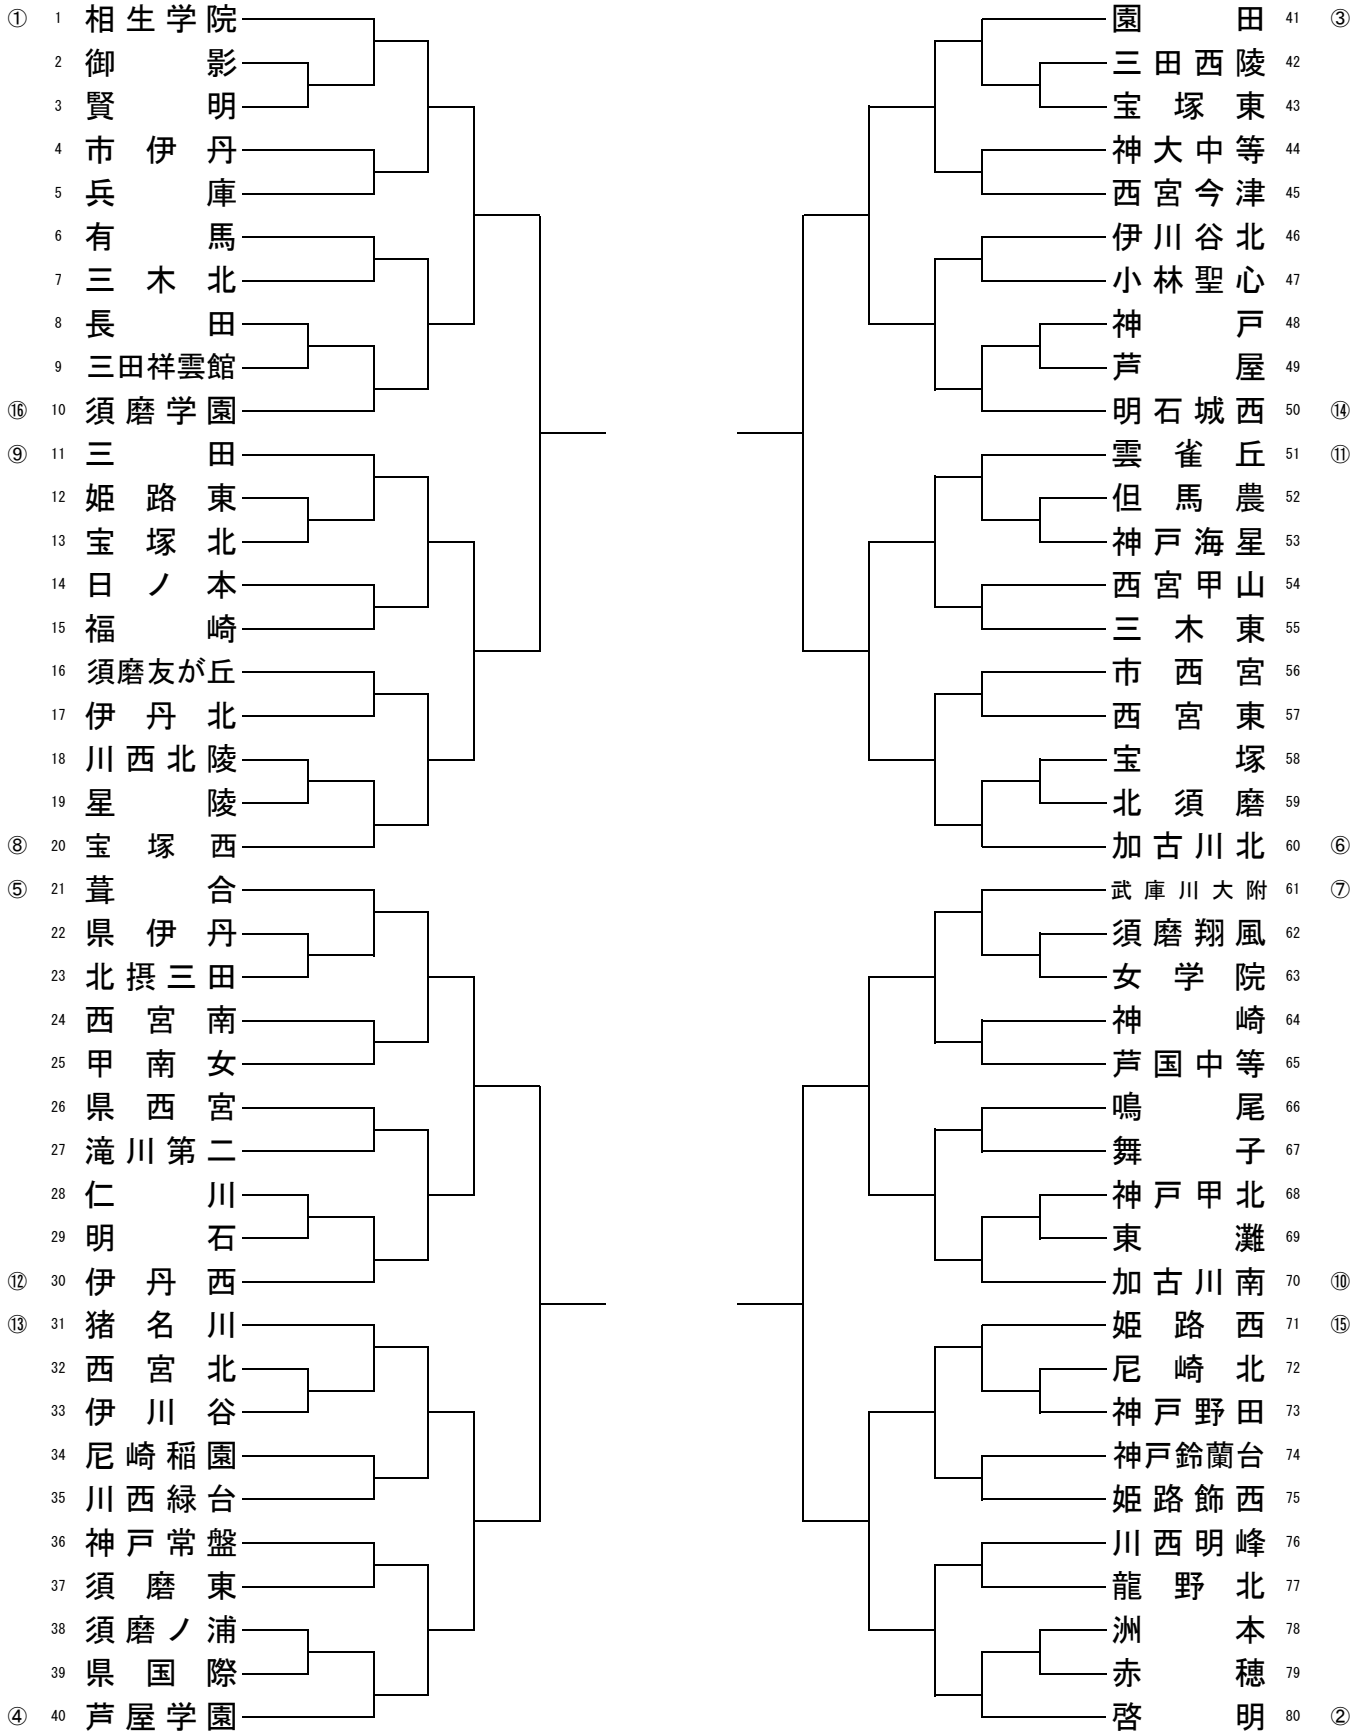 ① 1 相生学院
2 御影
3 賢明
4 市伊丹
5 兵庫
6 有馬
7 三木北
8 長田
9 三田祥雲館
⑯ 10 須磨学園
⑨ 11 三田
12 姫路東
13 宝塚北
14 日ノ本
15 福崎
16 須磨友が丘
17 伊丹北
18 川西北陵
19 星陵
⑧ 20 宝塚西
⑤ 21 葺合
22 県伊丹
23 北摂三田
24 西宮南
25 甲南女
26 県西宮
27 滝川第二
28 仁川
29 明石
⑫ 30 伊丹西
⑬ 31 猪名川
32 西宮北
33 伊川谷
34 尼崎稲園
35 川西緑台
36 神戸常盤
37 須磨東
38 須磨ノ浦
39 県国際
④ 40 芦屋学園
園田 41 ③
三田西陵 42
宝塚東 43
神大中等 44
西宮今津 45
伊川谷北 46
小林聖心 47
神戸 48
芦屋 49
明石城西 50 ⑭
雲雀丘 51 ⑪
但馬農 52
神戸海星 53
西宮甲山 54
三木東 55
市西宮 56
西宮東 57
宝塚 58
北須磨 59
加古川北 60 ⑥
武庫川大附 61 ⑦
須磨翔風 62
女学院 63
神崎 64
芦国中等 65
鳴尾 66
舞子 67
神戸甲北 68
東灘 69
加古川南 70 ⑩
姫路西 71 ⑮
尼崎北 72
神戸野田 73
神戸鈴蘭台 74
姫路飾西 75
川西明峰 76
龍野北 77
洲本 78
赤穂 79
啓明 80 ②